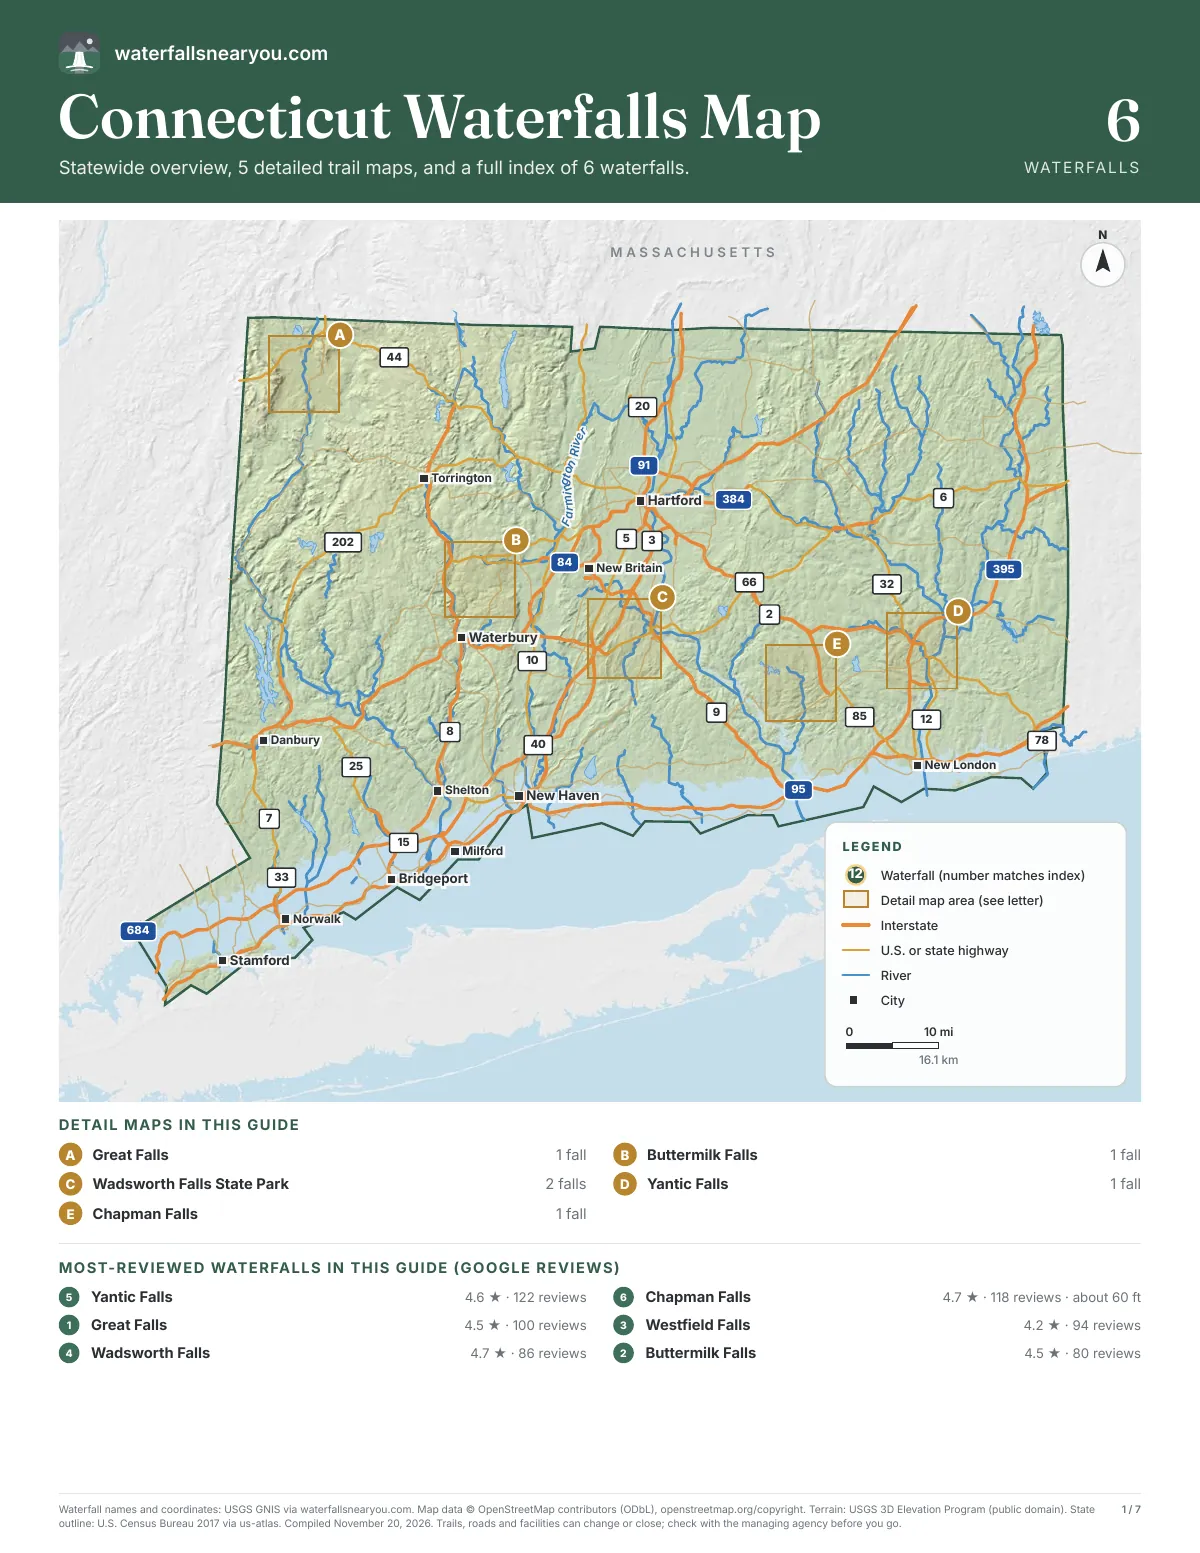 waterfallsnearyou.com
Connecticut Waterfalls Map
Statewide overview, 5 detailed trail maps, and a full index of 6 waterfalls.
6
WATERFALLS
MASSACHUSETTS
N
A
44
20
Farmington River
91
Torrington
Hartford
384
6
202
B
5
3
84
New Britain
395
66
32
C
2
D
Waterbury
E
10
9
85
12
8
Danbury
40
78
25
New London
Shelton
New Haven
95
7
15
Milford
33
Bridgeport
Norwalk
684
Stamford
LEGEND
12
Waterfall (number matches index)
Detail map area (see letter)
Interstate
U.S. or state highway
River
City
0 10 mi
16.1 km
DETAIL MAPS IN THIS GUIDE
A Great Falls 1 fall
B Buttermilk Falls 1 fall
C Wadsworth Falls State Park 2 falls
D Yantic Falls 1 fall
E Chapman Falls 1 fall
MOST-REVIEWED WATERFALLS IN THIS GUIDE (GOOGLE REVIEWS)
5 Yantic Falls 4.6 ★ · 122 reviews
6 Chapman Falls 4.7 ★ · 118 reviews · about 60 ft
1 Great Falls 4.5 ★ · 100 reviews
3 Westfield Falls 4.2 ★ · 94 reviews
4 Wadsworth Falls 4.7 ★ · 86 reviews
2 Buttermilk Falls 4.5 ★ · 80 reviews
Waterfall names and coordinates: USGS GNIS via waterfallsnearyou.com. Map data © OpenStreetMap contributors (ODbL), openstreetmap.org/copyright. Terrain: USGS 3D Elevation Program (public domain). State
outline: U.S. Census Bureau 2017 via us-atlas. Compiled November 20, 2026. Trails, roads and facilities can change or close; check with the managing agency before you go.
1 / 7